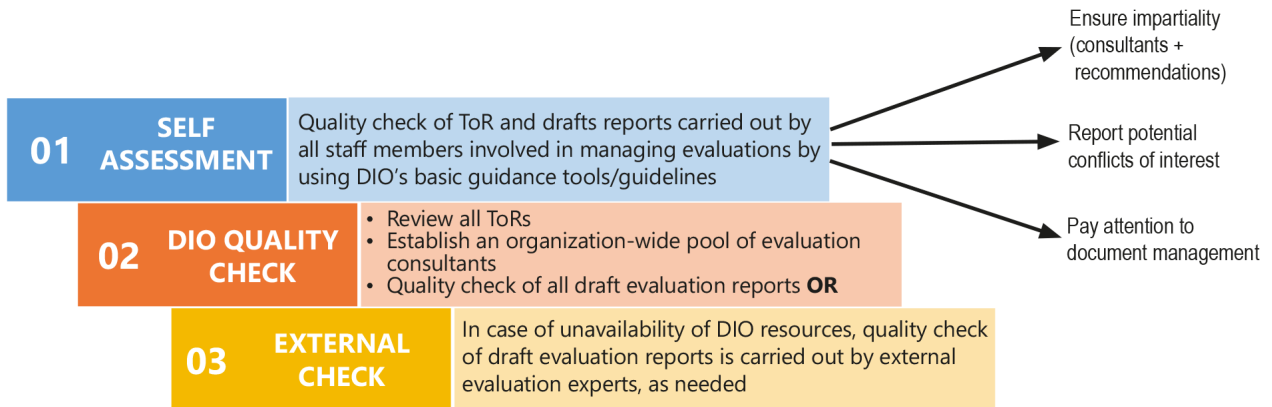 01
SELF
ASSESSMENT
Quality check of ToR and drafts reports carried out by
all staff members involved in managing evaluations by
using DIO's basic guidance tools/guidelines
Ensure impartiality
(consultants +
recommendations)
Report potential
conflicts of interest
Pay attention to
document management
02
DIO QUALITY
CHECK
• Review all ToRs
• Establish an organization-wide pool of evaluation
consultants
• Quality check of all draft evaluation reports OR
03
EXTERNAL
CHECK
In case of unavailability of DIO resources, quality check
of draft evaluation reports is carried out by external
evaluation experts, as needed